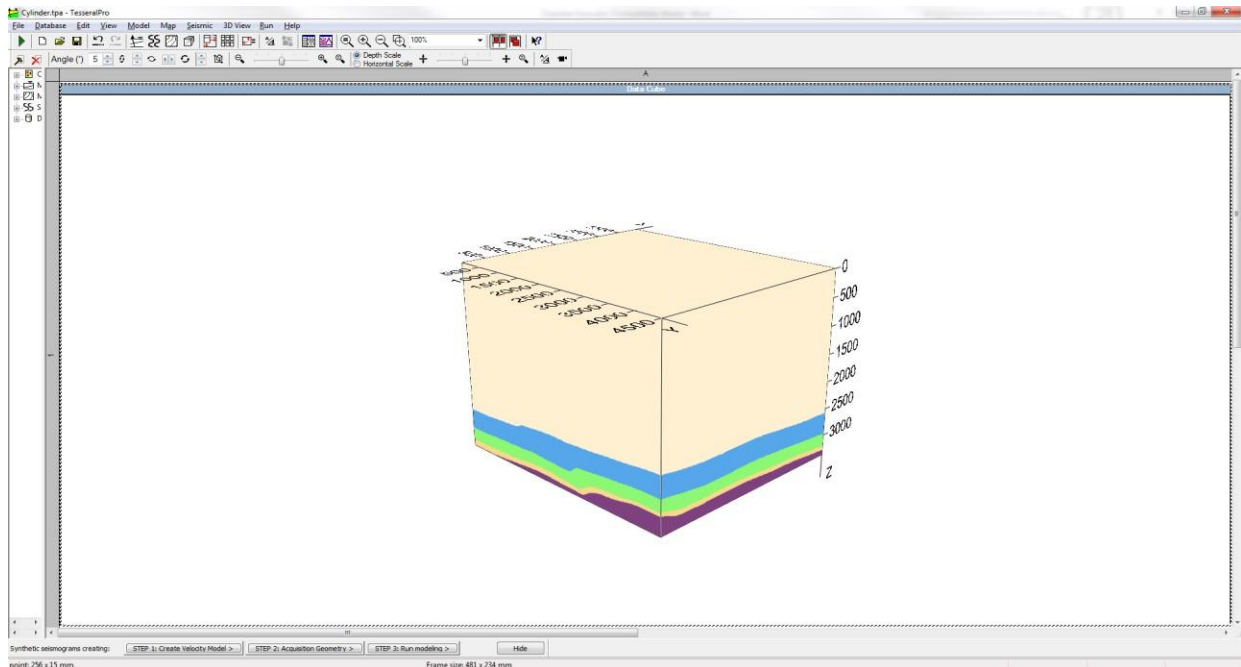 Cylinder.tpa - TesseralPro
File Database Edit View Model Map Seismic 3D View Run Help
100%
Angle (°) 5 Depth Scale
Horizontal Scale
A
Data Cube
C
S
D
0
500
1000
1500
2000
2500
3000
Z
500
1000
1500
2000
2500
3000
3500
4000
4500
Y
Synthetic seismograms creating: STEP 1: Create Velocity Model > STEP 2: Acquisition Geometry > STEP 3: Run modeling > Hide
point: 256 x 15 mm Frame size: 481 x 234 mm